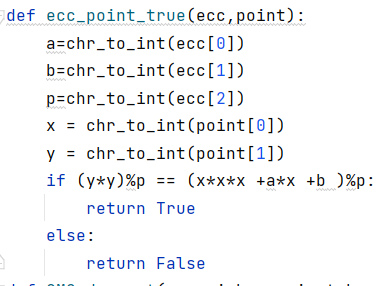 def ecc_point_true(ecc,point):
    a=chr_to_int(ecc[0])
    b=chr_to_int(ecc[1])
    p=chr_to_int(ecc[2])
    x = chr_to_int(point[0])
    y = chr_to_int(point[1])
    if (y*y)%p == (x*x*x +a*x +b )%p:
        return True
    else:
        return False